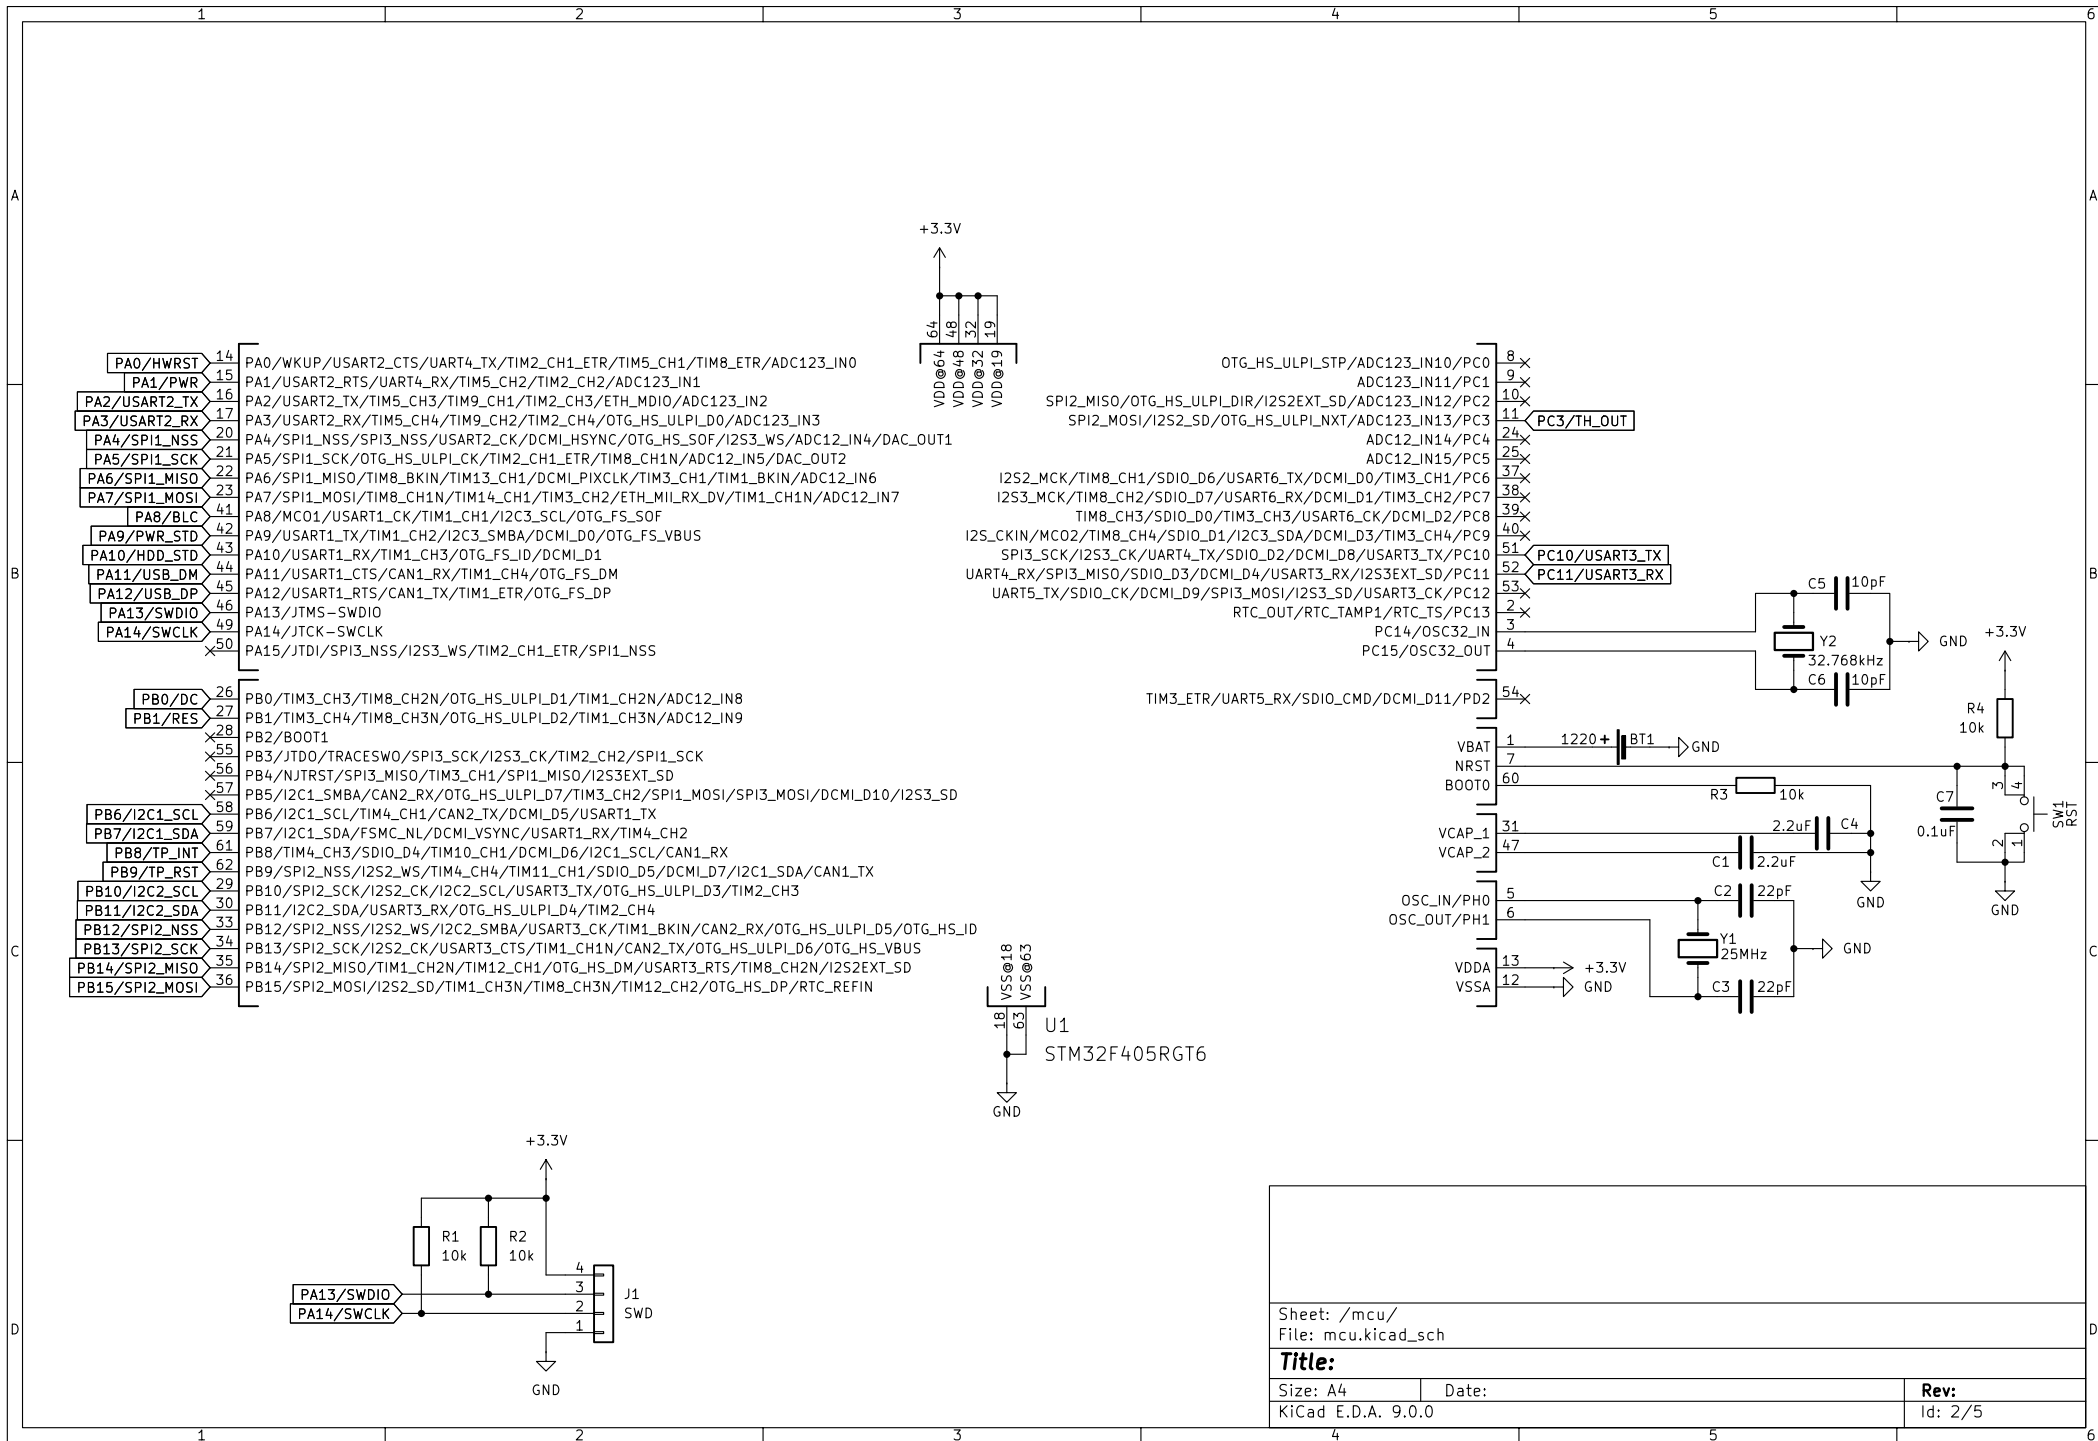 1 2 3 4 5 6
A A
+3.3V
64 48 32 19
VDD@64 VDD@48 VDD@32 VDD@19
PA0/HWRST 14 PA0/WKUP/USART2_CTS/UART4_TX/TIM2_CH1_ETR/TIM5_CH1/TIM8_ETR/ADC123_IN0
PA1/PWR 15 PA1/USART2_RTS/UART4_RX/TIM5_CH2/TIM2_CH2/ADC123_IN1
PA2/USART2_TX 16 PA2/USART2_TX/TIM5_CH3/TIM9_CH1/TIM2_CH3/ETH_MDIO/ADC123_IN2
PA3/USART2_RX 17 PA3/USART2_RX/TIM5_CH4/TIM9_CH2/TIM2_CH4/OTG_HS_ULPI_D0/ADC123_IN3
PA4/SPI1_NSS 20 PA4/SPI1_NSS/SPI3_NSS/USART2_CK/DCMI_HSYNC/OTG_HS_SOF/I2S3_WS/ADC12_IN4/DAC_OUT1
PA5/SPI1_SCK 21 PA5/SPI1_SCK/OTG_HS_ULPI_CK/TIM2_CH1_ETR/TIM8_CH1N/ADC12_IN5/DAC_OUT2
PA6/SPI1_MISO 22 PA6/SPI1_MISO/TIM8_BKIN/TIM13_CH1/DCMI_PIXCLK/TIM3_CH1/TIM1_BKIN/ADC12_IN6
PA7/SPI1_MOSI 23 PA7/SPI1_MOSI/TIM8_CH1N/TIM14_CH1/TIM3_CH2/ETH_MII_RX_DV/TIM1_CH1N/ADC12_IN7
PA8/BLC 41 PA8/MCO1/USART1_CK/TIM1_CH1/I2C3_SCL/OTG_FS_SOF
PA9/PWR_STD 42 PA9/USART1_TX/TIM1_CH2/I2C3_SMBA/DCMI_D0/OTG_FS_VBUS
PA10/HDD_STD 43 PA10/USART1_RX/TIM1_CH3/OTG_FS_ID/DCMI_D1
PA11/USB_DM 44 PA11/USART1_CTS/CAN1_RX/TIM1_CH4/OTG_FS_DM
PA12/USB_DP 45 PA12/USART1_RTS/CAN1_TX/TIM1_ETR/OTG_FS_DP
PA13/SWDIO 46 PA13/JTMS-SWDIO
PA14/SWCLK 49 PA14/JTCK-SWCLK
50 PA15/JTDI/SPI3_NSS/I2S3_WS/TIM2_CH1_ETR/SPI1_NSS
PB0/DC 26 PB0/TIM3_CH3/TIM8_CH2N/OTG_HS_ULPI_D1/TIM1_CH2N/ADC12_IN8
PB1/RES 27 PB1/TIM3_CH4/TIM8_CH3N/OTG_HS_ULPI_D2/TIM1_CH3N/ADC12_IN9
28 PB2/BOOT1
55 PB3/JTDO/TRACESWO/SPI3_SCK/I2S3_CK/TIM2_CH2/SPI1_SCK
56 PB4/NJTRST/SPI3_MISO/TIM3_CH1/SPI1_MISO/I2S3EXT_SD
57 PB5/I2C1_SMBA/CAN2_RX/OTG_HS_ULPI_D7/TIM3_CH2/SPI1_MOSI/SPI3_MOSI/DCMI_D10/I2S3_SD
PB6/I2C1_SCL 58 PB6/I2C1_SCL/TIM4_CH1/CAN2_TX/DCMI_D5/USART1_TX
PB7/I2C1_SDA 59 PB7/I2C1_SDA/FSMC_NL/DCMI_VSYNC/USART1_RX/TIM4_CH2
PB8/TP_INT 61 PB8/TIM4_CH3/SDIO_D4/TIM10_CH1/DCMI_D6/I2C1_SCL/CAN1_RX
PB9/TP_RST 62 PB9/SPI2_NSS/I2S2_WS/TIM4_CH4/TIM11_CH1/SDIO_D5/DCMI_D7/I2C1_SDA/CAN1_TX
PB10/I2C2_SCL 29 PB10/SPI2_SCK/I2S2_CK/I2C2_SCL/USART3_TX/OTG_HS_ULPI_D3/TIM2_CH3
PB11/I2C2_SDA 30 PB11/I2C2_SDA/USART3_RX/OTG_HS_ULPI_D4/TIM2_CH4
PB12/SPI2_NSS 33 PB12/SPI2_NSS/I2S2_WS/I2C2_SMBA/USART3_CK/TIM1_BKIN/CAN2_RX/OTG_HS_ULPI_D5/OTG_HS_ID
PB13/SPI2_SCK 34 PB13/SPI2_SCK/I2S2_CK/USART3_CTS/TIM1_CH1N/CAN2_TX/OTG_HS_ULPI_D6/OTG_HS_VBUS
PB14/SPI2_MISO 35 PB14/SPI2_MISO/TIM1_CH2N/TIM12_CH1/OTG_HS_DM/USART3_RTS/TIM8_CH2N/I2S2EXT_SD
PB15/SPI2_MOSI 36 PB15/SPI2_MOSI/I2S2_SD/TIM1_CH3N/TIM8_CH3N/TIM12_CH2/OTG_HS_DP/RTC_REFIN
OTG_HS_ULPI_STP/ADC123_IN10/PC0 8
ADC123_IN11/PC1 9
SPI2_MISO/OTG_HS_ULPI_DIR/I2S2EXT_SD/ADC123_IN12/PC2 10
SPI2_MOSI/I2S2_SD/OTG_HS_ULPI_NXT/ADC123_IN13/PC3 11 PC3/TH_OUT
ADC12_IN14/PC4 24
ADC12_IN15/PC5 25
I2S2_MCK/TIM8_CH1/SDIO_D6/USART6_TX/DCMI_D0/TIM3_CH1/PC6 37
I2S3_MCK/TIM8_CH2/SDIO_D7/USART6_RX/DCMI_D1/TIM3_CH2/PC7 38
TIM8_CH3/SDIO_D0/TIM3_CH3/USART6_CK/DCMI_D2/PC8 39
I2S_CKIN/MCO2/TIM8_CH4/SDIO_D1/I2C3_SDA/DCMI_D3/TIM3_CH4/PC9 40
SPI3_SCK/I2S3_CK/UART4_TX/SDIO_D2/DCMI_D8/USART3_TX/PC10 51 PC10/USART3_TX
UART4_RX/SPI3_MISO/SDIO_D3/DCMI_D4/USART3_RX/I2S3EXT_SD/PC11 52 PC11/USART3_RX
UART5_TX/SDIO_CK/DCMI_D9/SPI3_MOSI/I2S3_SD/USART3_CK/PC12 53
RTC_OUT/RTC_TAMP1/RTC_TS/PC13 2
PC14/OSC32_IN 3
PC15/OSC32_OUT 4
TIM3_ETR/UART5_RX/SDIO_CMD/DCMI_D11/PD2 54
VBAT 1
NRST 7
BOOT0 60
VCAP_1 31
VCAP_2 47
OSC_IN/PH0 5
OSC_OUT/PH1 6
VDDA 13 +3.3V
VSSA 12 GND
B B
C5 10pF
Y2
32.768kHz
C6 10pF
GND
+3.3V
R4
10k
1220 + BT1 GND
R3 10k
C7
0.1uF
3 4
2 1
SW1
RST
GND
2.2uF C4
C1 2.2uF
GND
C2 22pF
Y1
25MHz
C3 22pF
GND
C C
VSS@18 VSS@63
18 63
U1
STM32F405RGT6
GND
+3.3V
R1
10k
R2
10k
4
PA13/SWDIO 3
PA14/SWCLK 2
1
J1
SWD
GND
D D
Sheet: /mcu/
File: mcu.kicad_sch
Title:
Size: A4 Date: Rev:
KiCad E.D.A. 9.0.0 Id: 2/5
1 2 3 4 5 6